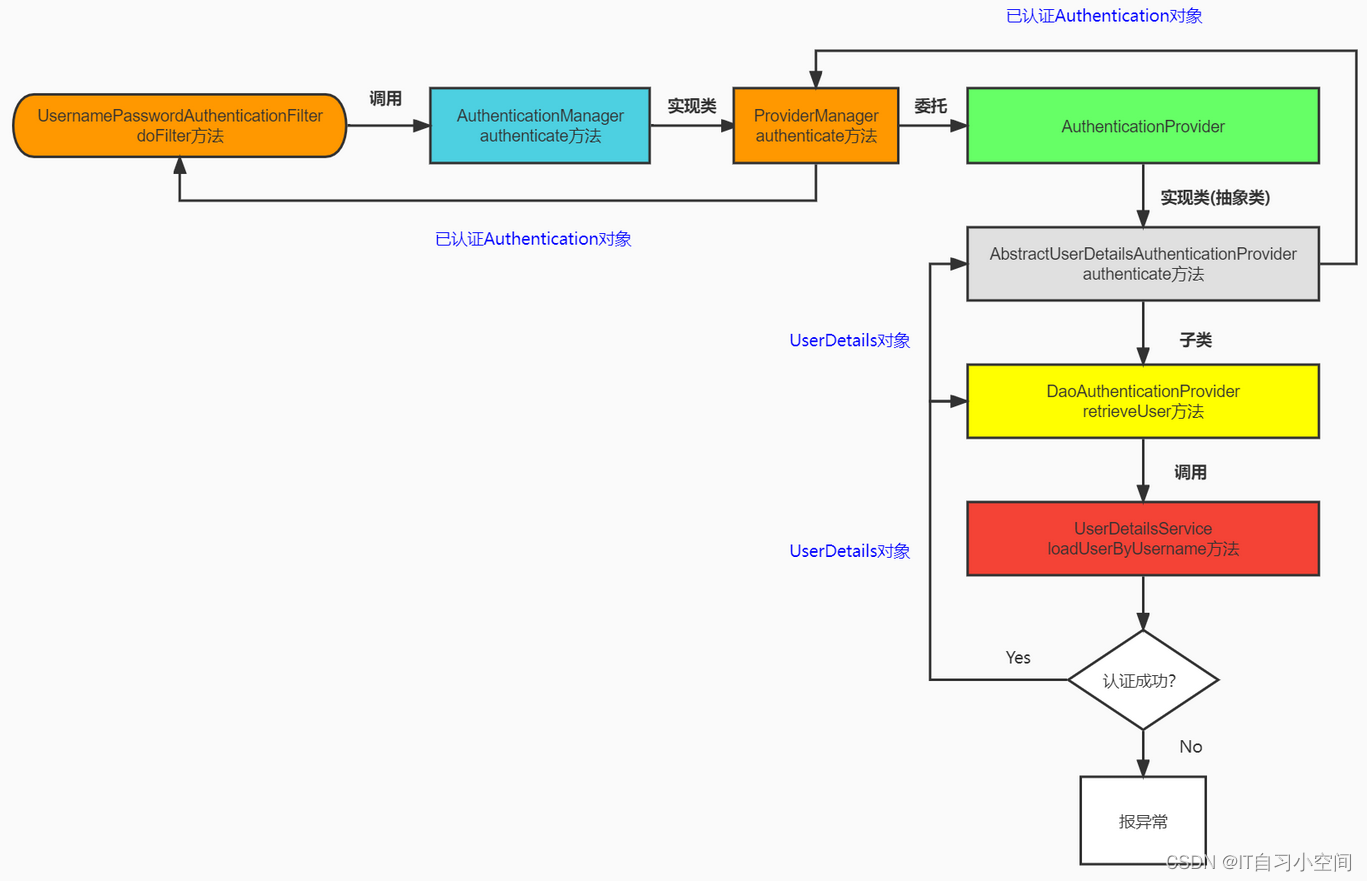 已认证Authentication对象
UsernamePasswordAuthenticationFilter
doFilter方法
调用
AuthenticationManager
authenticate方法
实现类
ProviderManager
authenticate方法
委托
AuthenticationProvider
实现类(抽象类)
已认证Authentication对象
AbstractUserDetailsAuthenticationProvider
authenticate方法
UserDetails对象
子类
DaoAuthenticationProvider
retrieveUser方法
调用
UserDetailsService
loadUserByUsername方法
UserDetails对象
Yes
认证成功?
No
报异常
CSDN @IT自习小空间